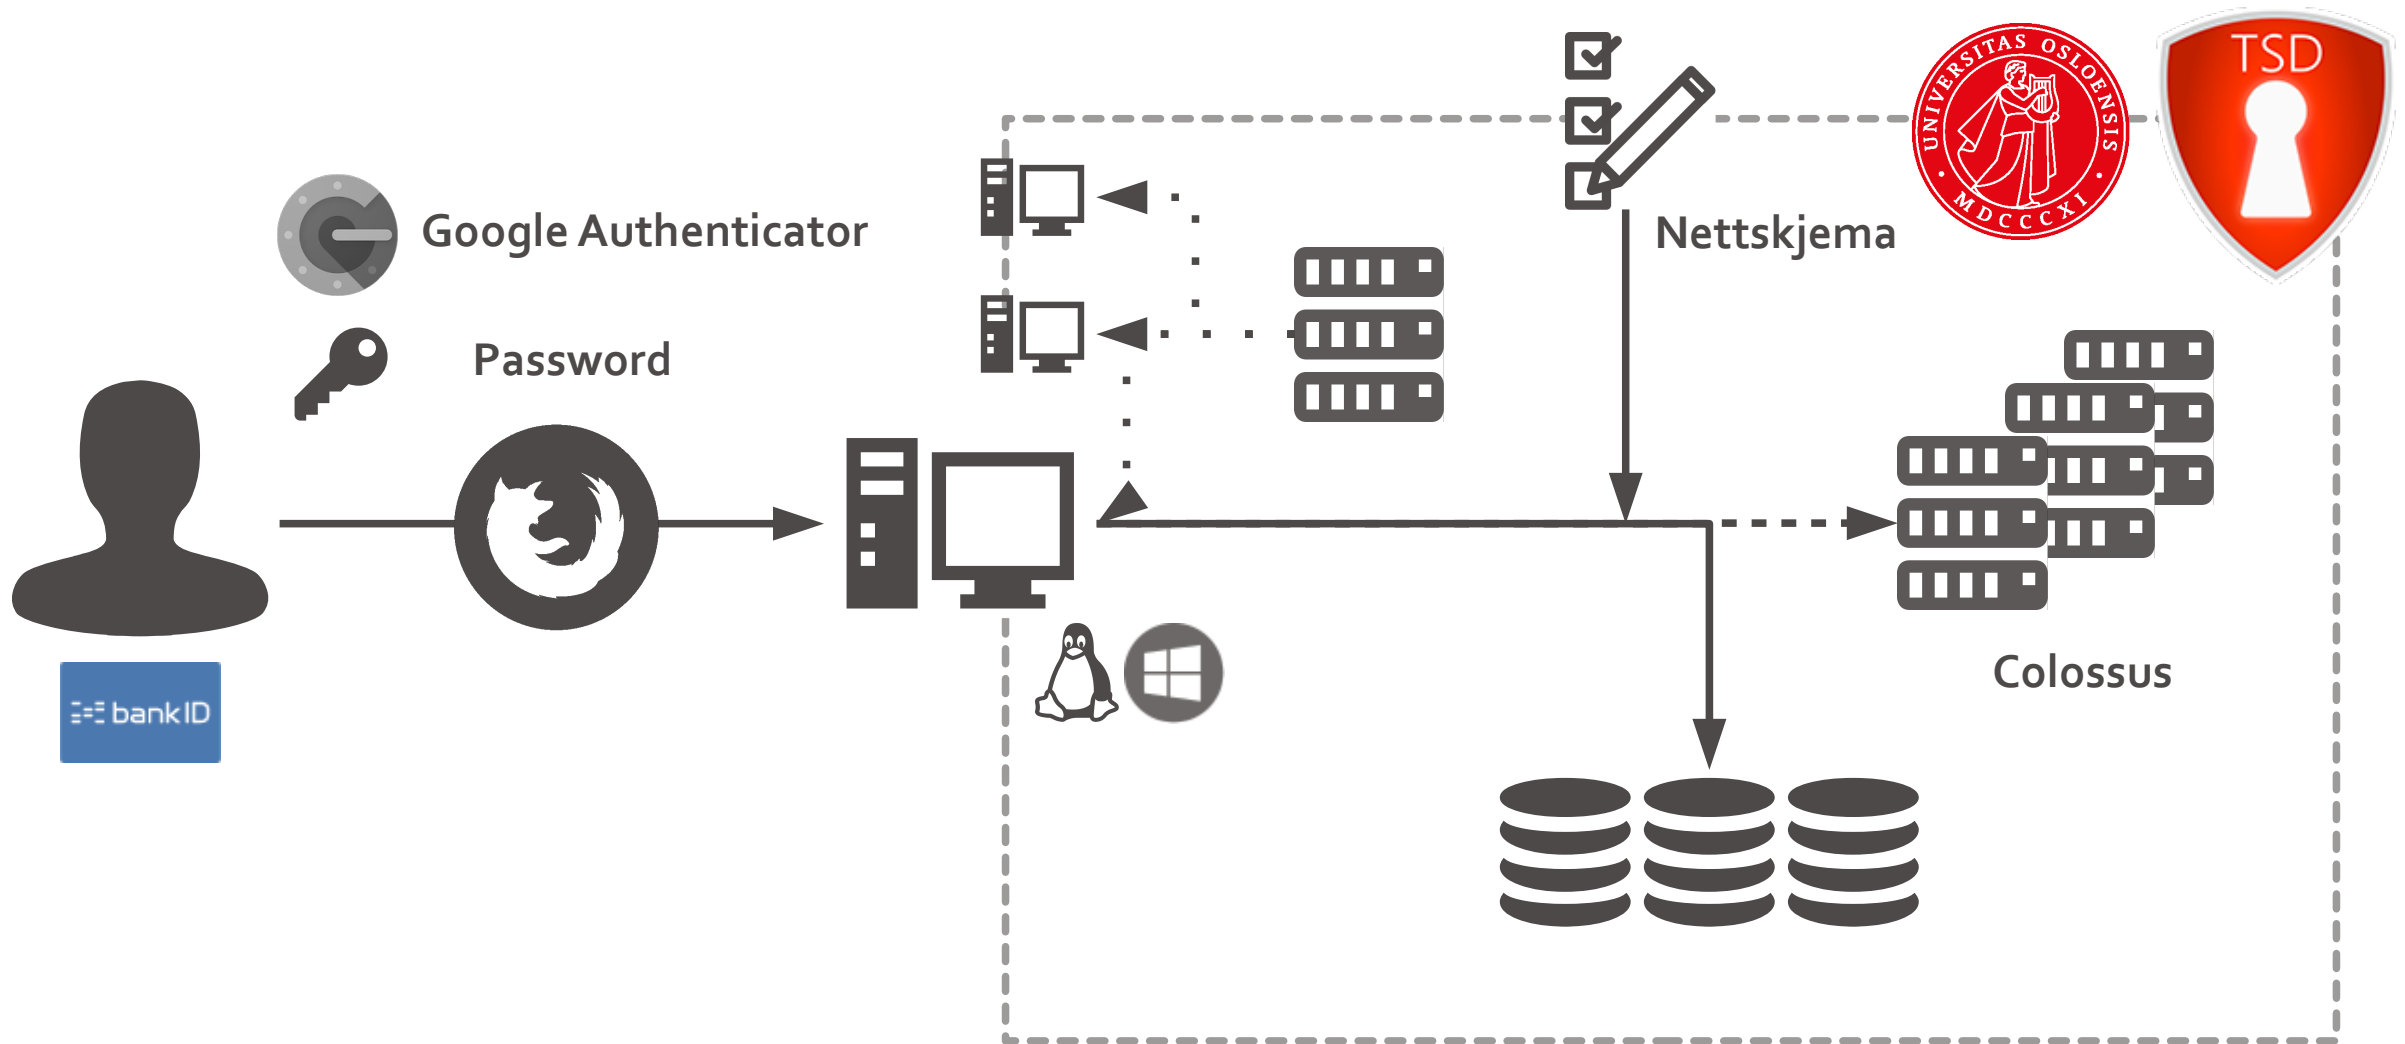 UNIVERSITAS OSLOENSIS
MDCCCXI
TSD
Google Authenticator
Nettskjema
Password
Colossus
bankID